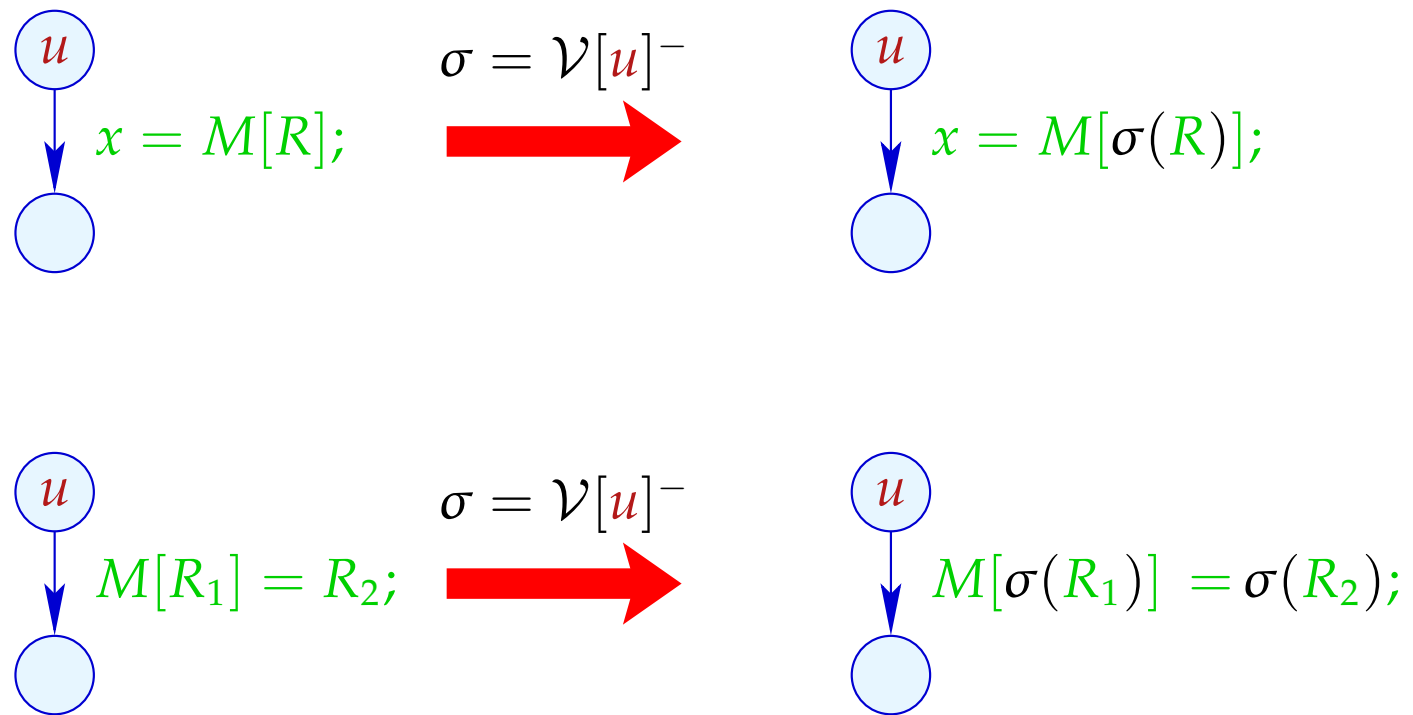 u σ = 𝒱[u]⁻ u
x = M[R]; x = M[σ(R)];
u σ = 𝒱[u]⁻ u
M[R₁] = R₂; M[σ(R₁)] = σ(R₂);